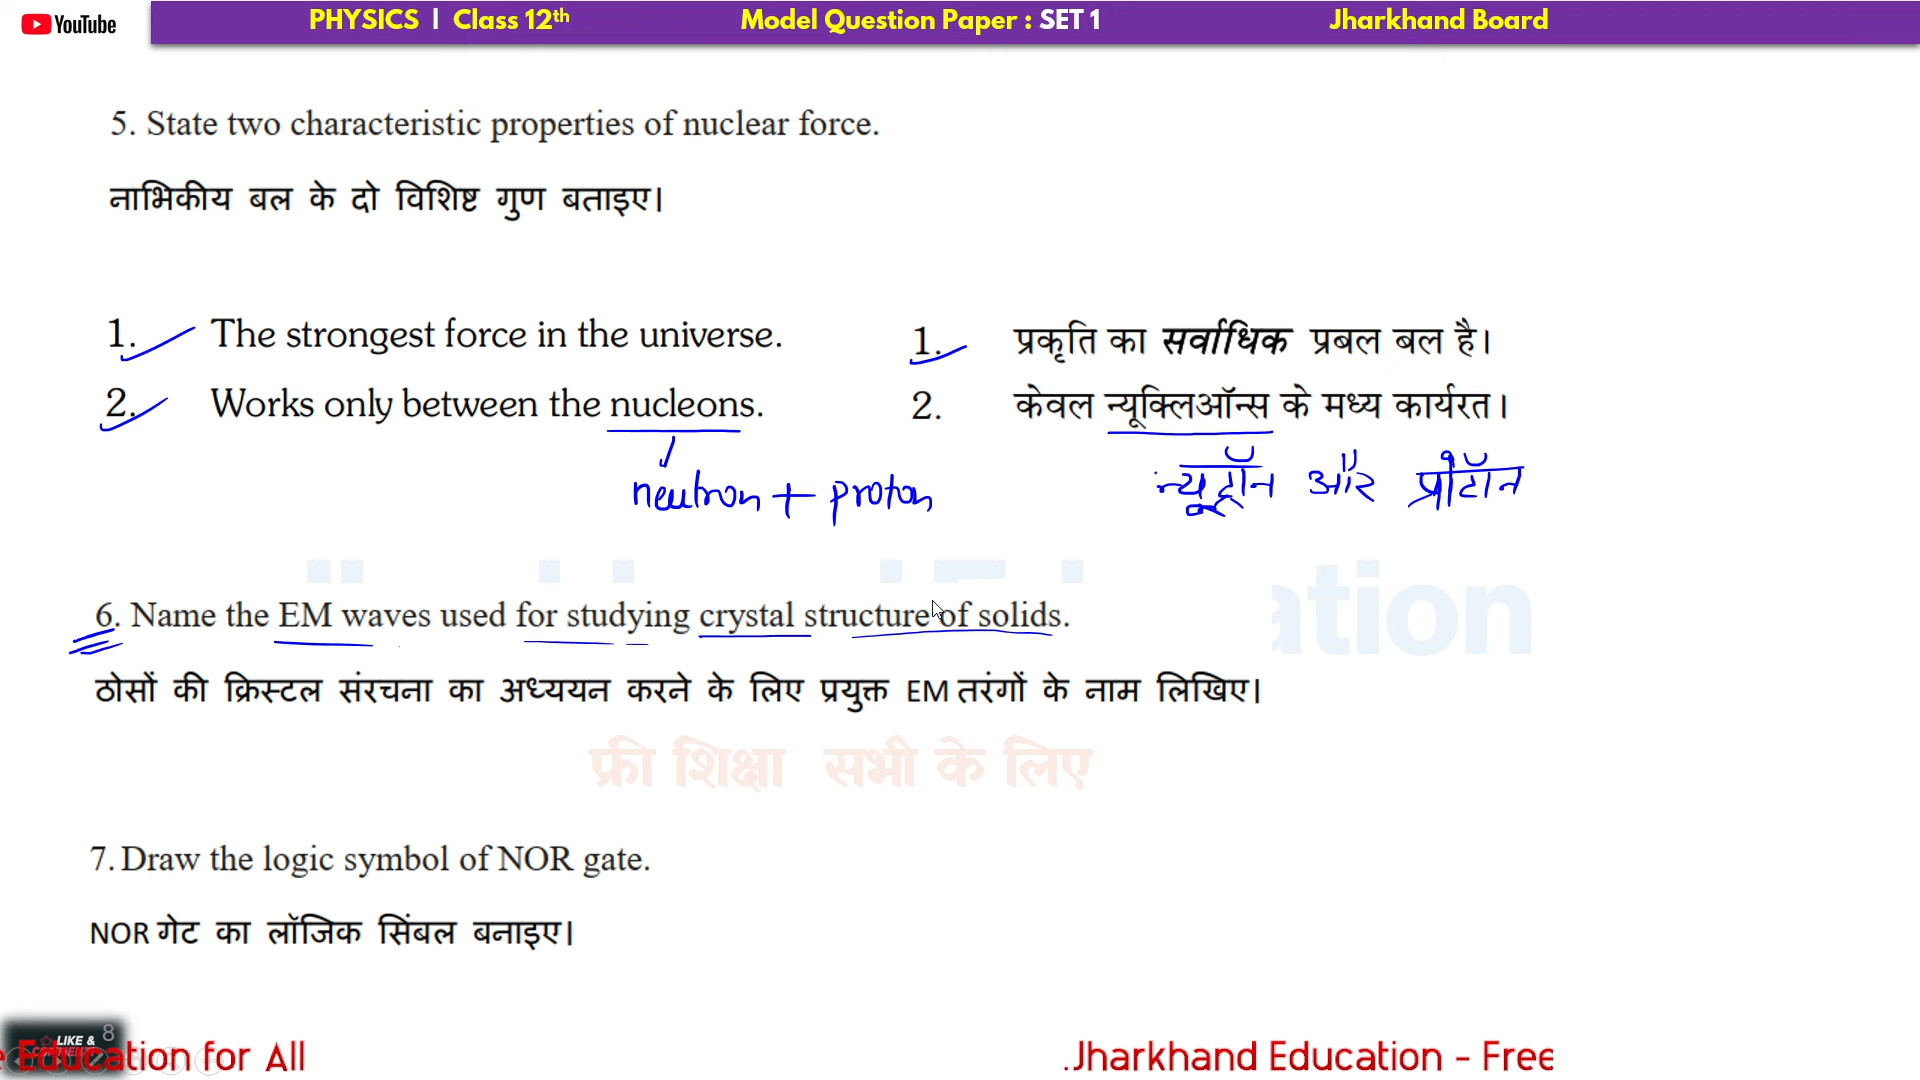 YouTube
PHYSICS | Class 12th Model Question Paper : SET 1 Jharkhand Board
5. State two characteristic properties of nuclear force.
नाभिकीय बल के दो विशिष्ट गुण बताइए।
1. The strongest force in the universe.
2. Works only between the nucleons.
neutron + proton
1. प्रकृति का सर्वाधिक प्रबल बल है।
2. केवल न्यूक्लिऑन्स के मध्य कार्यरत।
न्यूट्रॉन और प्रोटॉन
6. Name the EM waves used for studying crystal structure of solids.
ठोसों की क्रिस्टल संरचना का अध्ययन करने के लिए प्रयुक्त EM तरंगों के नाम लिखिए।
फ्री शिक्षा सभी के लिए
7. Draw the logic symbol of NOR gate.
NOR गेट का लॉजिक सिंबल बनाइए।
LIKE &
8
Education for All
Jharkhand Education - Free